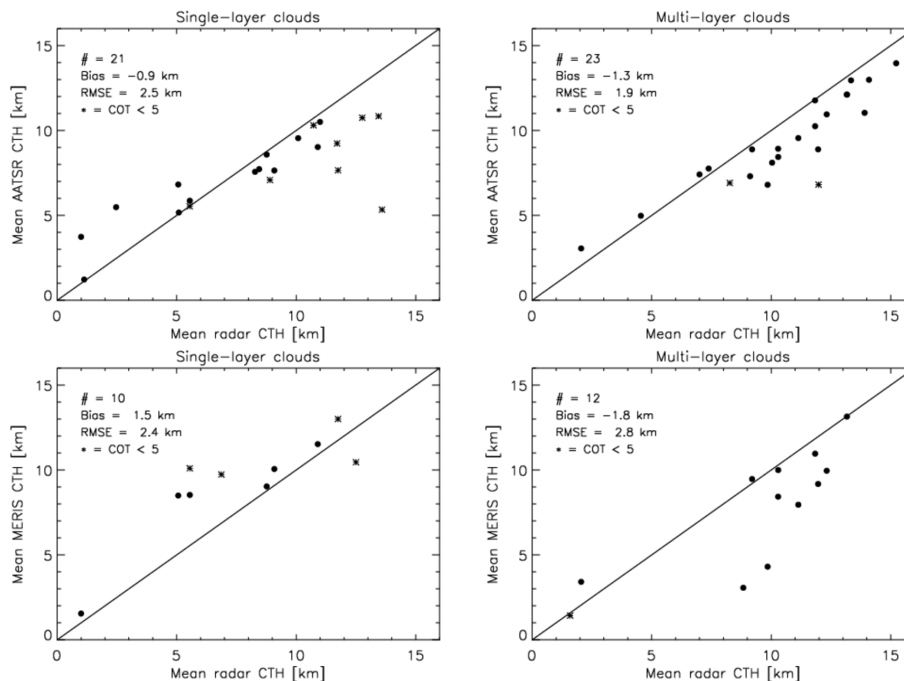 Single-layer clouds
# = 21
Bias = -0.9 km
RMSE = 2.5 km
* = COT < 5
Mean AATSR CTH [km]
15
10
5
0
0 5 10 15
Mean radar CTH [km]
Multi-layer clouds
# = 23
Bias = -1.3 km
RMSE = 1.9 km
* = COT < 5
Mean AATSR CTH [km]
15
10
5
0
0 5 10 15
Mean radar CTH [km]
Single-layer clouds
# = 10
Bias = 1.5 km
RMSE = 2.4 km
* = COT < 5
Mean MERIS CTH [km]
15
10
5
0
0 5 10 15
Mean radar CTH [km]
Multi-layer clouds
# = 12
Bias = -1.8 km
RMSE = 2.8 km
* = COT < 5
Mean MERIS CTH [km]
15
10
5
0
0 5 10 15
Mean radar CTH [km]